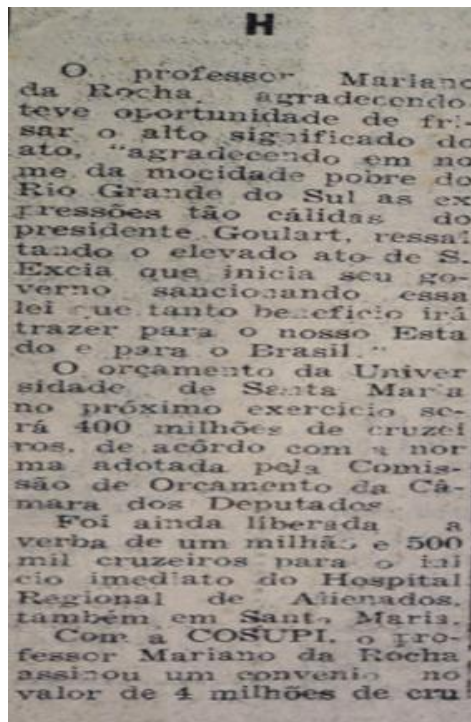 H
O professor Mariano
da Rocha, agradecendo,
teve oportunidade de fri-
sar o alto significado do
ato, "agradecendo em no
me da mocidade pobre do
Rio Grande do Sul as ex
pressões tão cálidas do
presidente Goulart, ressal
tando o elevado ato de S.
Excia que inicia seu go-
verno sancionando essa
lei que tanto beneficio irá
trazer para o nosso Esta
do e para o Brasil."
O orçamento da Univer
sidade de Santa Maria
no próximo exercicio se-
rá 400 milhões de cruzei
ros, de acôrdo com a nor
ma adotada pela Comis-
são de Orçamento da Câ-
mara dos Deputados
Foi ainda liberada a
verba de um milhão e 500
mil cruzeiros para o ini
cio imediato do Hospital
Regional de Alienados,
também em Santa Maria.
Com a COSUPI, o pro-
fessor Mariano da Rocha
assinou um convenio no
valor de 4 milhões de cru